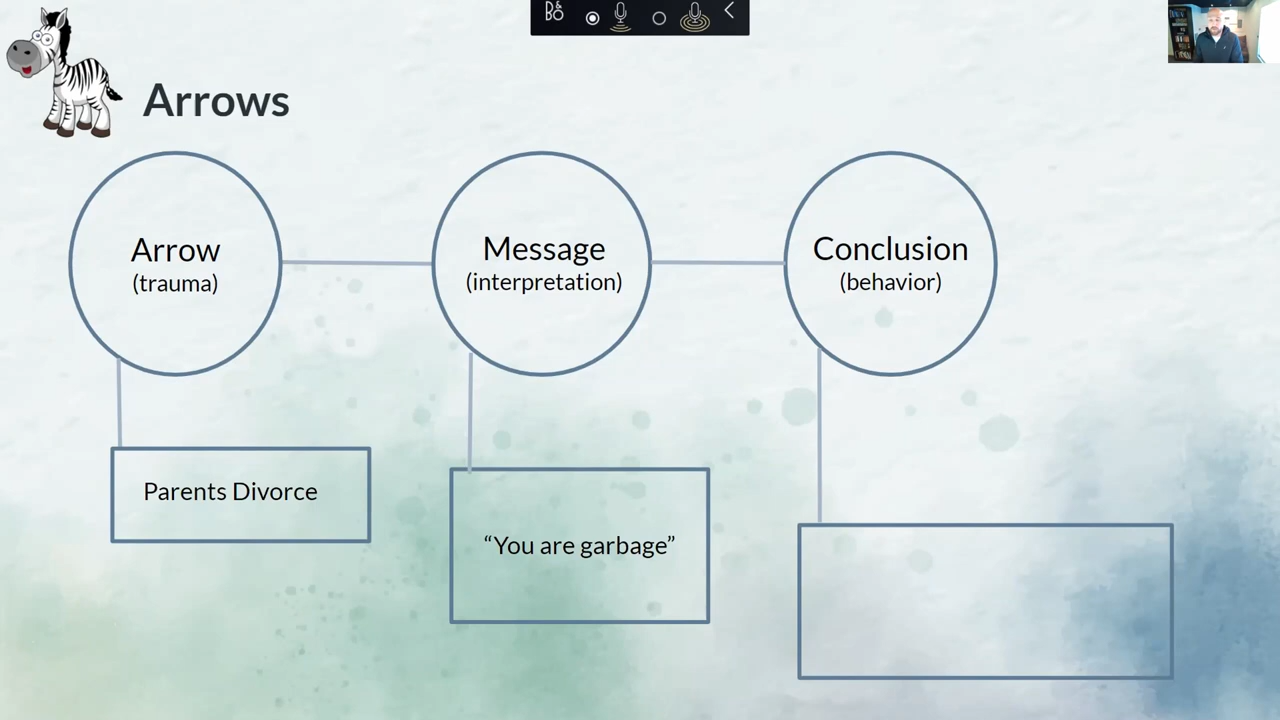 B&O
Arrows
Arrow
(trauma)
Message
(interpretation)
Conclusion
(behavior)
Parents Divorce
“You are garbage”